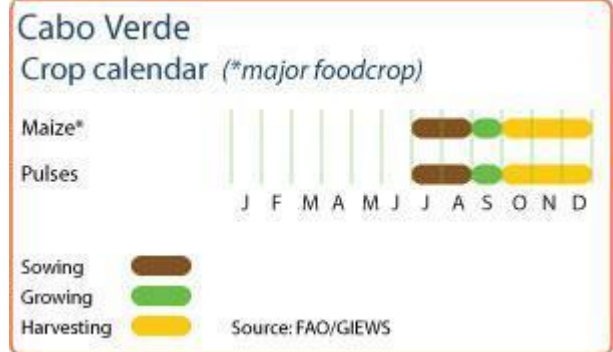 Cabo Verde
Crop calendar (*major foodcrop)
Maize*
Pulses
J F M A M J J A S O N D
Sowing
Growing
Harvesting Source: FAO/GIEWS